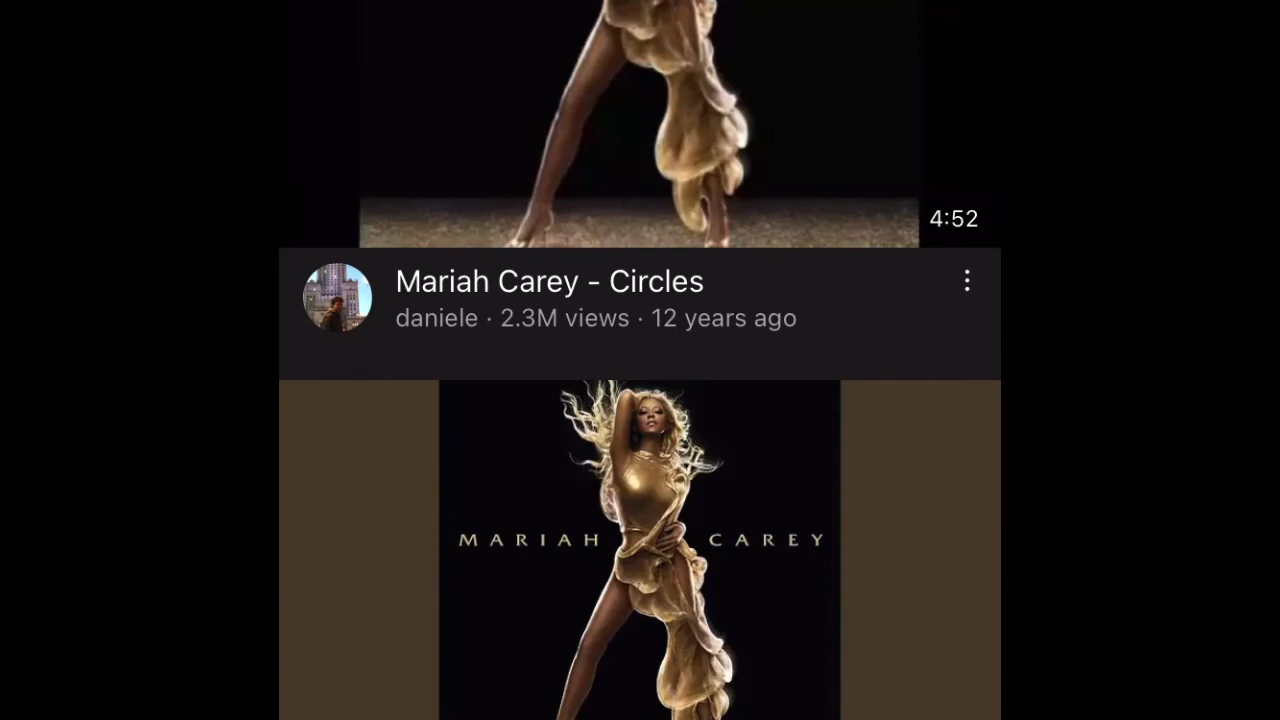 4:52
Mariah Carey - Circles
daniele · 2.3M views · 12 years ago
MARIAH CAREY